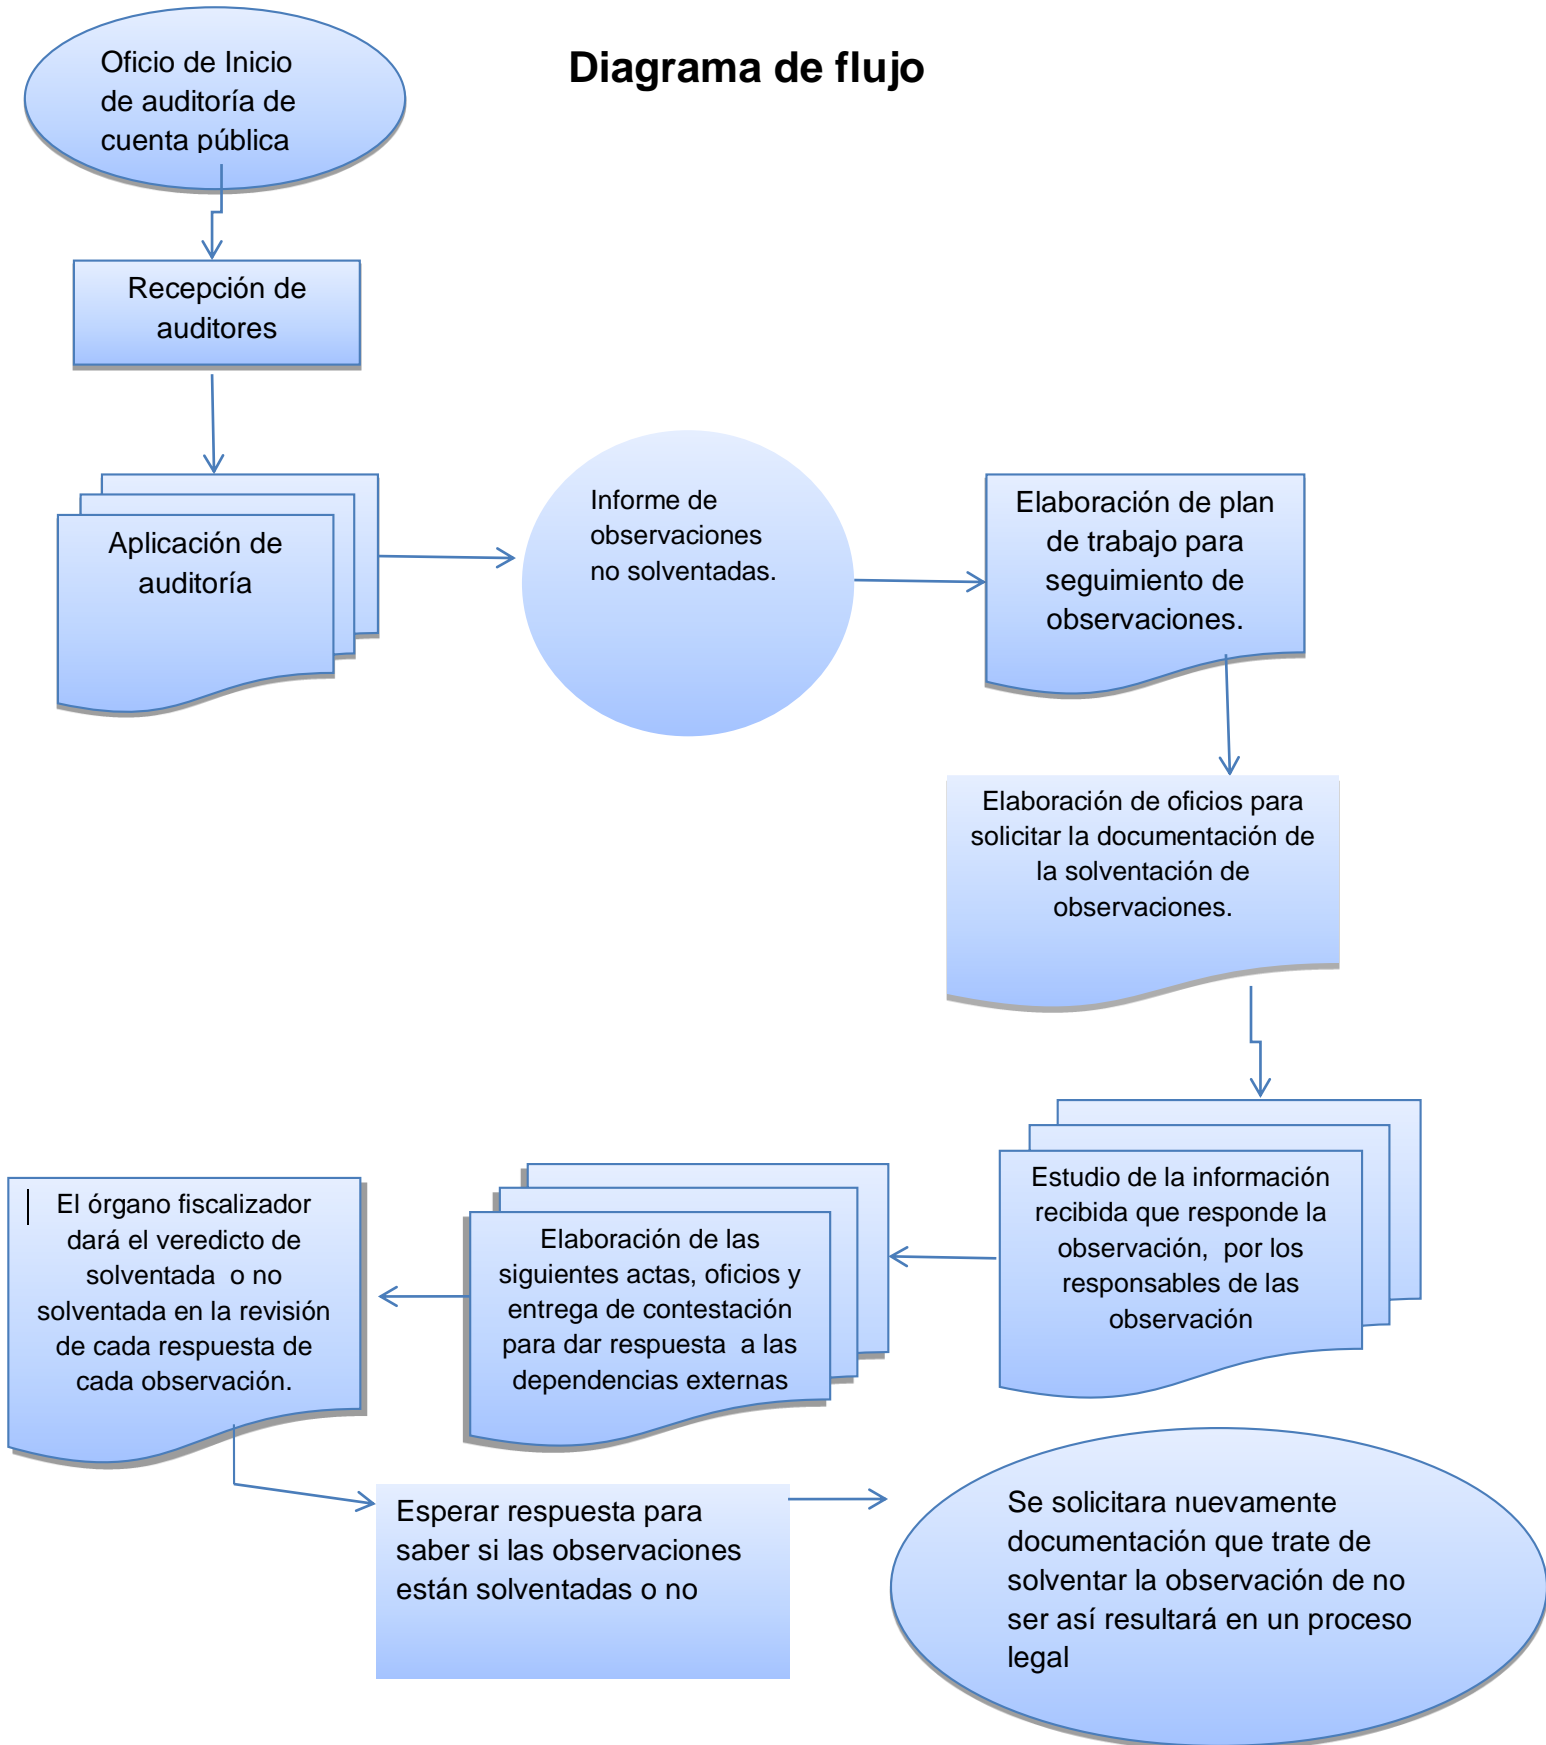 Diagrama de flujo
Oficio de Inicio
de auditoría de
cuenta pública
Recepción de
auditores
Aplicación de
auditoría
Informe de
observaciones
no solventadas.
Elaboración de plan
de trabajo para
seguimiento de
observaciones.
Elaboración de oficios para
solicitar la documentación de
la solventación de
observaciones.
Estudio de la información
recibida que responde la
observación,  por los
responsables de las
observación
Elaboración de las
siguientes actas, oficios y
entrega de contestación
para dar respuesta  a las
dependencias externas
El órgano fiscalizador
dará el veredicto de
solventada  o no
solventada en la revisión
de cada respuesta de
cada observación.
Esperar respuesta para
saber si las observaciones
están solventadas o no
Se solicitara nuevamente
documentación que trate de
solventar la observación de no
ser así resultará en un proceso
legal